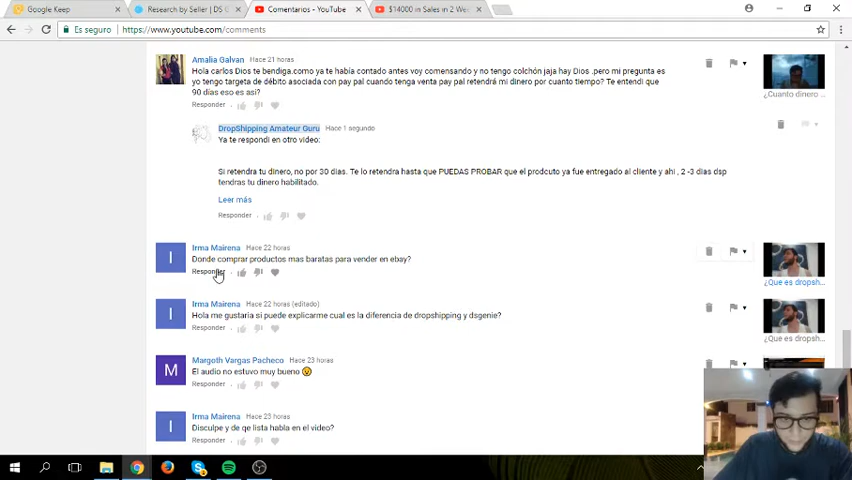 Google Keep
Research by Seller | DS G
Comentarios - YouTube
$14000 in Sales in 2 We
Es seguro
https://www.youtube.com/comments
Amalia Galvan Hace 21 horas
Hola carlos Dios te bendiga.como ya te había contado antes voy comensando y no tengo colchón jaja hay Dios .pero mi pregunta es
yo tengo targeta de débito asociada con pay pal cuando tenga venta pay pal retendrá mi dinero por cuanto tiempo? Te entendi que
90 días eso es asi?
Responder
¿Cuanto dinero ...
DropShipping Amateur Guru Hace 1 segundo
Ya te respondi en otro video:
Si retendra tu dinero, no por 30 dias. Te lo retendra hasta que PUEDAS PROBAR que el prodcuto ya fue entregado al cliente y ahi , 2 -3 dias dsp
tendras tu dinero habilitado.
Leer más
Responder
I
Irma Mairena Hace 22 horas
Donde comprar productos mas baratas para vender en ebay?
Responder
¿Que es dropsh...
I
Irma Mairena Hace 22 horas (editado)
Hola me gustaria si puede explicarme cual es la diferencia de dropshipping y dsgenie?
Responder
¿Que es dropsh...
M
Margoth Vargas Pacheco Hace 23 horas
El audio no estuvo muy bueno
Responder
I
Irma Mairena Hace 23 horas
Disculpe y de qe lista habla en el video?
Responder